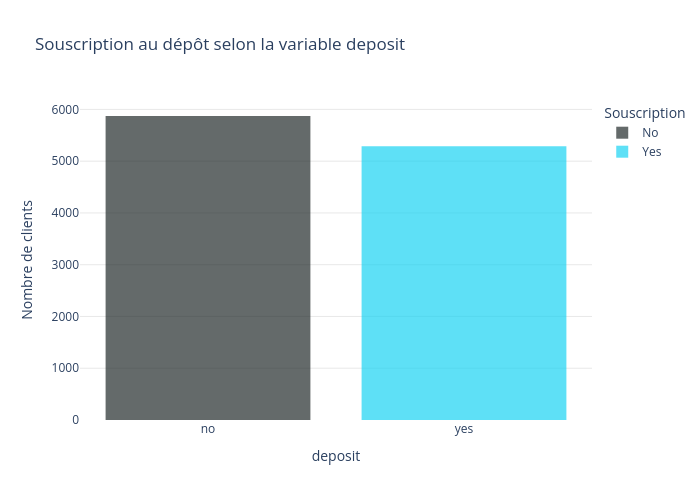 Souscription au dépôt selon la variable deposit
Nombre de clients
6000
5000
4000
3000
2000
1000
0
no
yes
deposit
Souscription
No
Yes